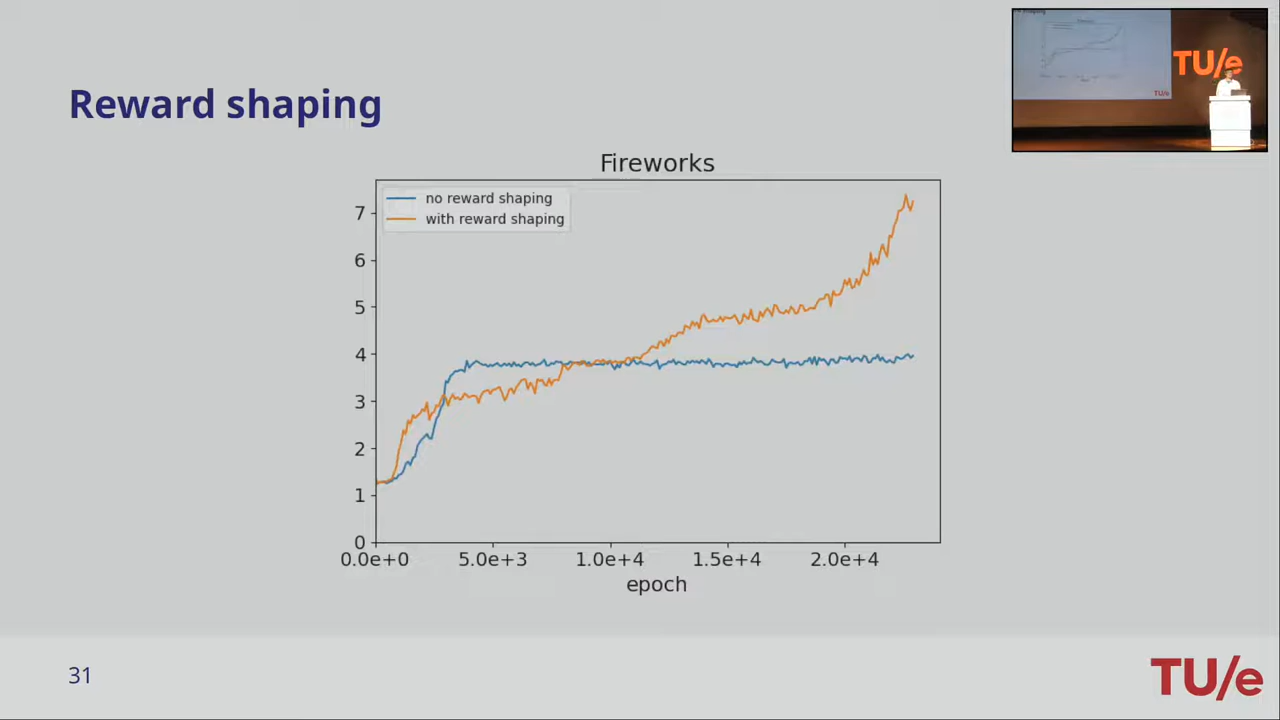 Reward shaping
TU/e
TU/e
Fireworks
no reward shaping
with reward shaping
7
6
5
4
3
2
1
0
0.0e+0
5.0e+3
1.0e+4
1.5e+4
2.0e+4
epoch
31
TU/e